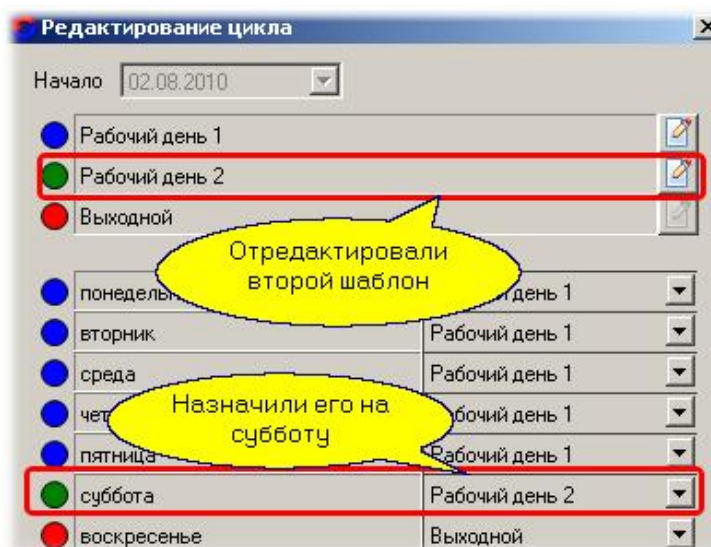 Редактирование цикла
Начало 02.08.2010
Рабочий день 1
Рабочий день 2
Выходной
Отредактировали
второй шаблон
день 1
вторник Рабочий день 1
среда Рабочий день 1
Назначили его на
субботу
день 1
пятница Рабочий день 1
суббота Рабочий день 2
воскресенье Выходной